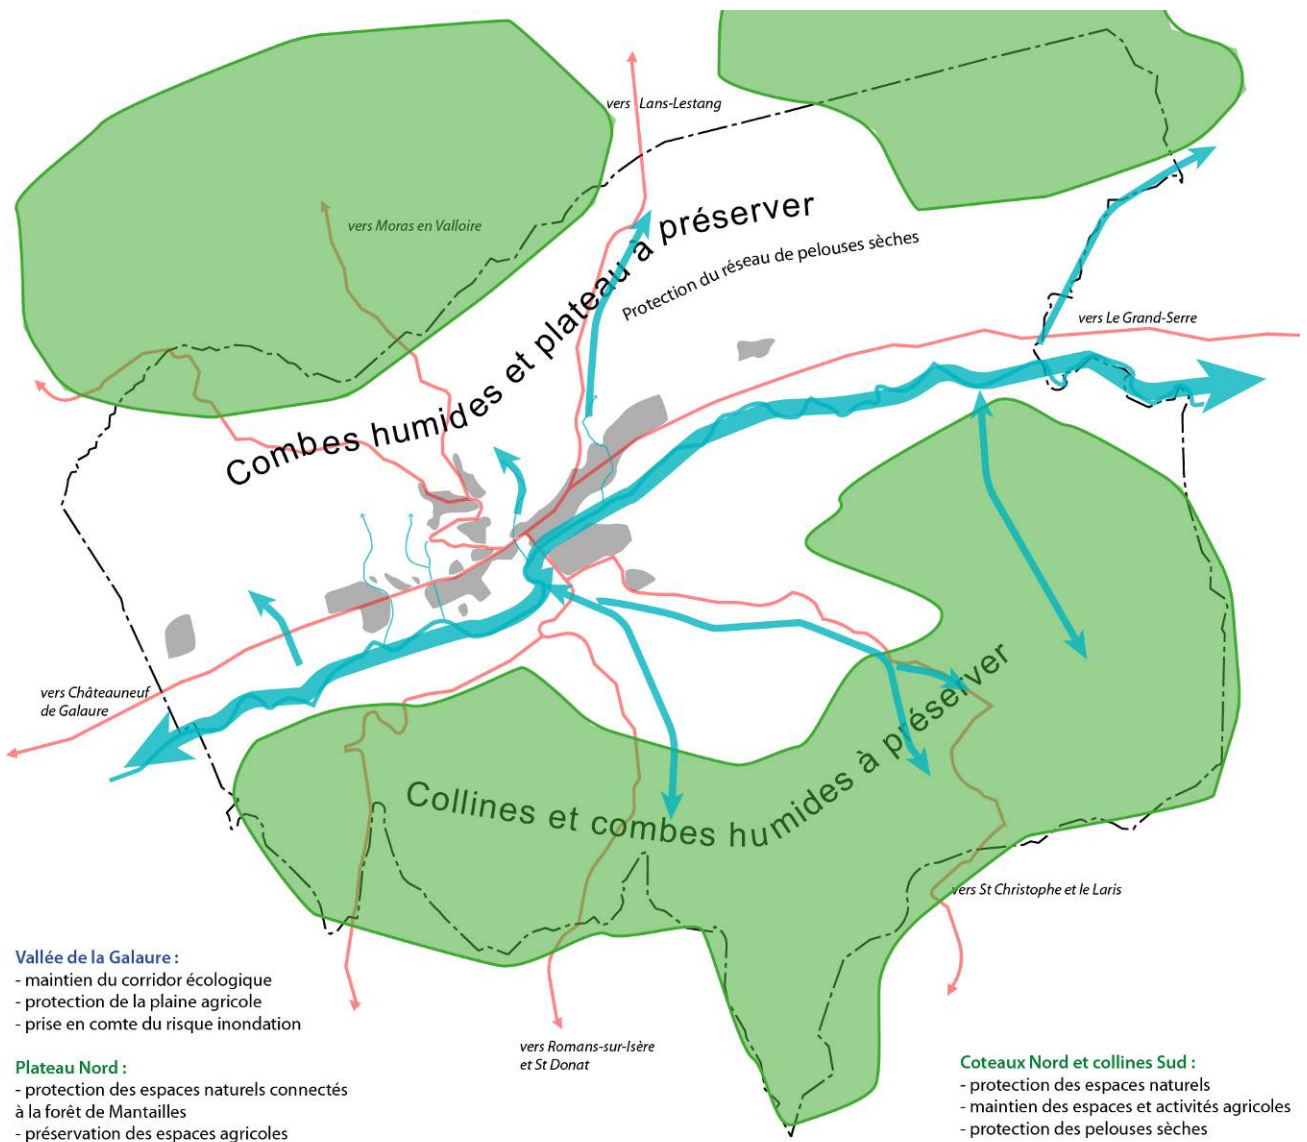 vers Lans-Lestang
vers Moras en Valloire
Combes humides et plateau à préserver
Protection du réseau de pelouses sèches
vers Le Grand-Serre
vers Châteauneuf
de Galaure
Collines et combes humides à préserver
vers St Christophe et le Laris
vers Romans-sur-Isère
et St Donat
Vallée de la Galaure :
- maintien du corridor écologique
- protection de la plaine agricole
- prise en comte du risque inondation
Plateau Nord :
- protection des espaces naturels connectés
à la forêt de Mantailles
- préservation des espaces agricoles
Coteaux Nord et collines Sud :
- protection des espaces naturels
- maintien des espaces et activités agricoles
- protection des pelouses sèches